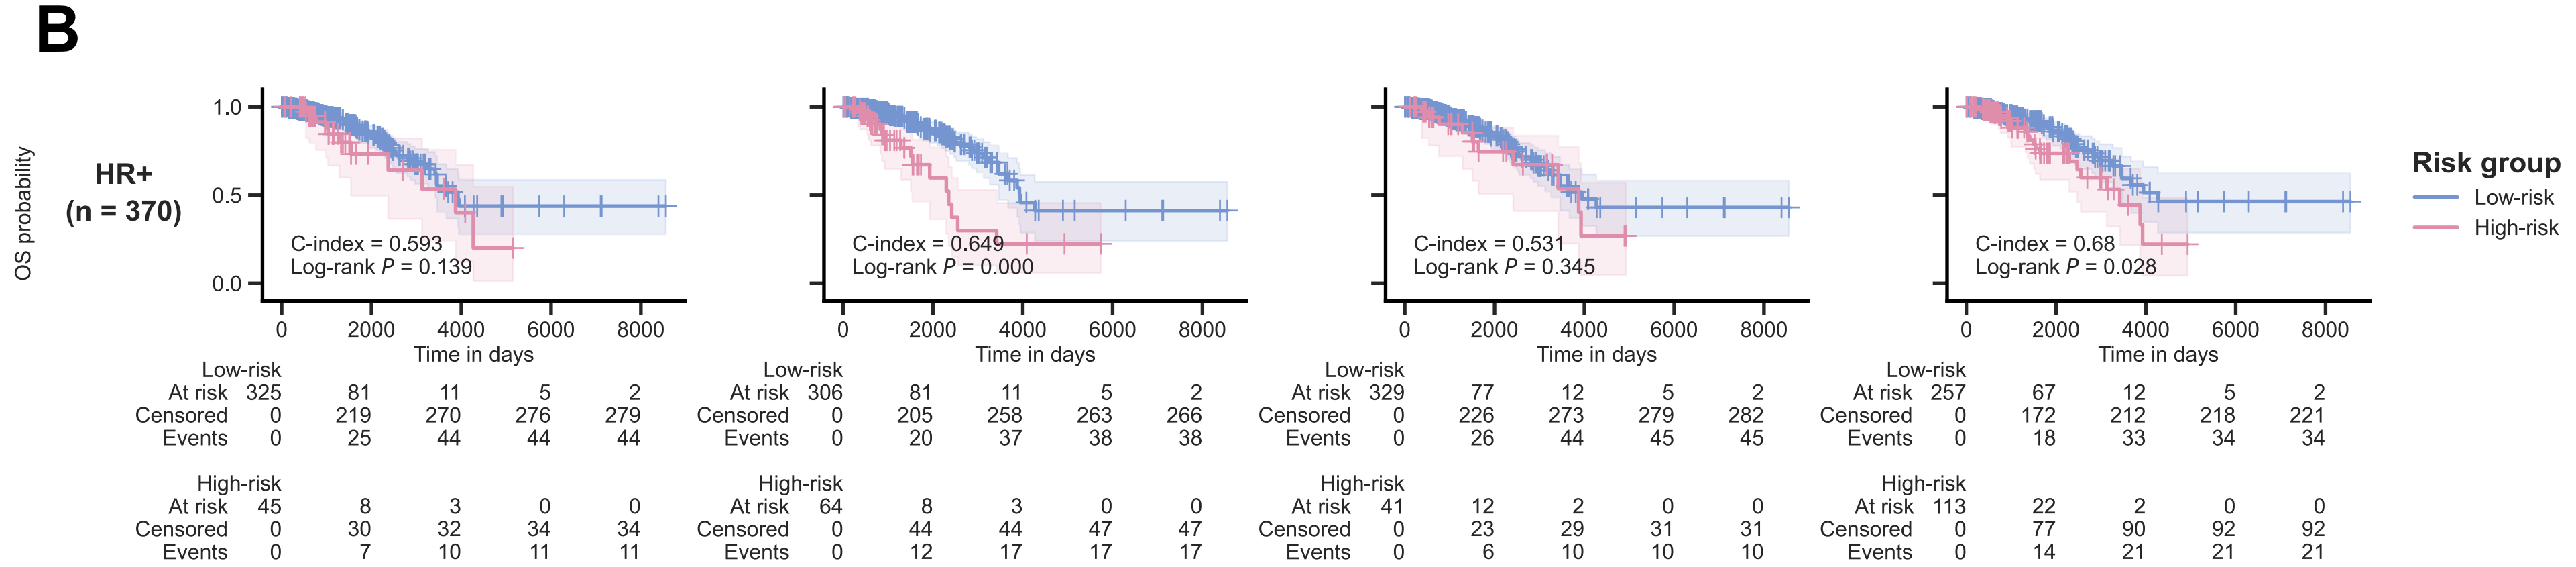 B
OS probability
HR+
(n = 370)
1.0
0.5
0.0
C-index = 0.593
Log-rank P = 0.139
0 2000 4000 6000 8000
Time in days
Low-risk
At risk 325 81 11 5 2
Censored 0 219 270 276 279
Events 0 25 44 44 44
High-risk
At risk 45 8 3 0 0
Censored 0 30 32 34 34
Events 0 7 10 11 11
C-index = 0.649
Log-rank P = 0.000
0 2000 4000 6000 8000
Time in days
Low-risk
At risk 306 81 11 5 2
Censored 0 205 258 263 266
Events 0 20 37 38 38
High-risk
At risk 64 8 3 0 0
Censored 0 44 44 47 47
Events 0 12 17 17 17
C-index = 0.531
Log-rank P = 0.345
0 2000 4000 6000 8000
Time in days
Low-risk
At risk 329 77 12 5 2
Censored 0 226 273 279 282
Events 0 26 44 45 45
High-risk
At risk 41 12 2 0 0
Censored 0 23 29 31 31
Events 0 6 10 10 10
C-index = 0.68
Log-rank P = 0.028
0 2000 4000 6000 8000
Time in days
Low-risk
At risk 257 67 12 5 2
Censored 0 172 212 218 221
Events 0 18 33 34 34
High-risk
At risk 113 22 2 0 0
Censored 0 77 90 92 92
Events 0 14 21 21 21
Risk group
Low-risk
High-risk